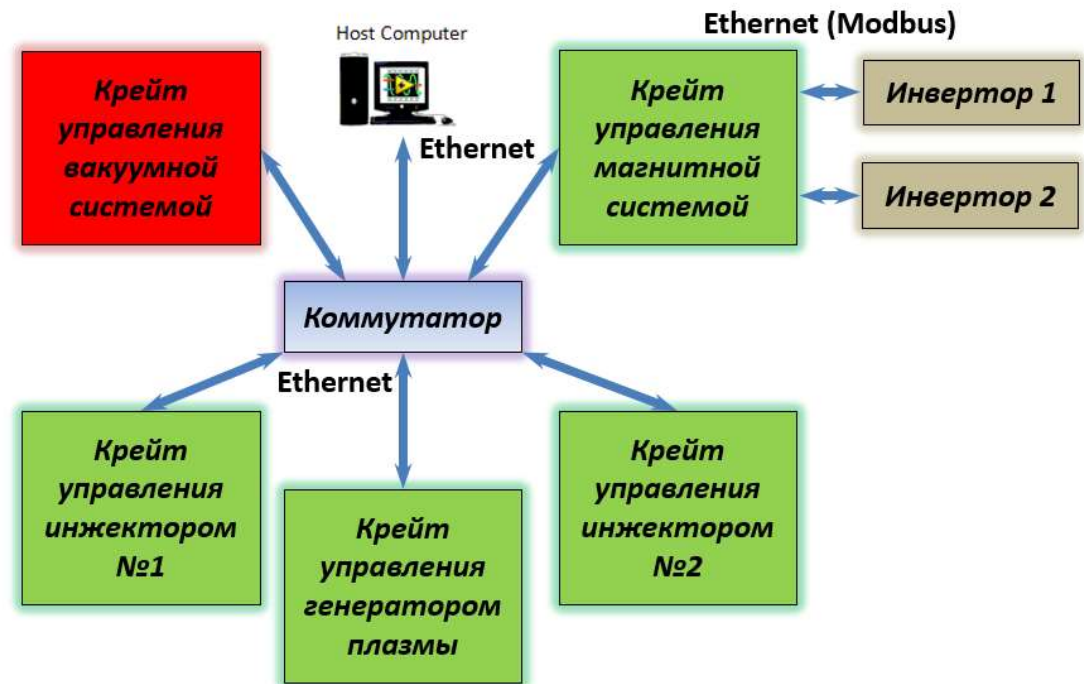 Host Computer
Ethernet (Modbus)
Крейт
управления
вакуумной
системой
Ethernet
Крейт
управления
магнитной
системой
Инвертор 1
Инвертор 2
Коммутатор
Ethernet
Крейт
управления
инжектором
№1
Крейт
управления
генератором
плазмы
Крейт
управления
инжектором
№2